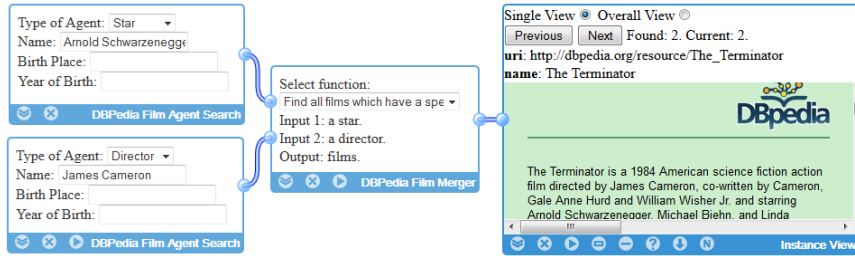 Type of Agent: Star
Name: Arnold Schwarzenegge
Birth Place:
Year of Birth:
DBPedia Film Agent Search
Type of Agent: Director
Name: James Cameron
Birth Place:
Year of Birth:
DBPedia Film Agent Search
Select function:
Find all films which have a spe
Input 1: a star.
Input 2: a director.
Output: films.
DBPedia Film Merger
Single View Overall View
Previous Next Found: 2. Current: 2.
uri: http://dbpedia.org/resource/The_Terminator
name: The Terminator
DBpedia
The Terminator is a 1984 American science fiction action
film directed by James Cameron, co-written by Cameron,
Gale Anne Hurd and William Wisher Jr. and starring
Arnold Schwarzenegger, Michael Biehn, and Linda
? N
Instance View